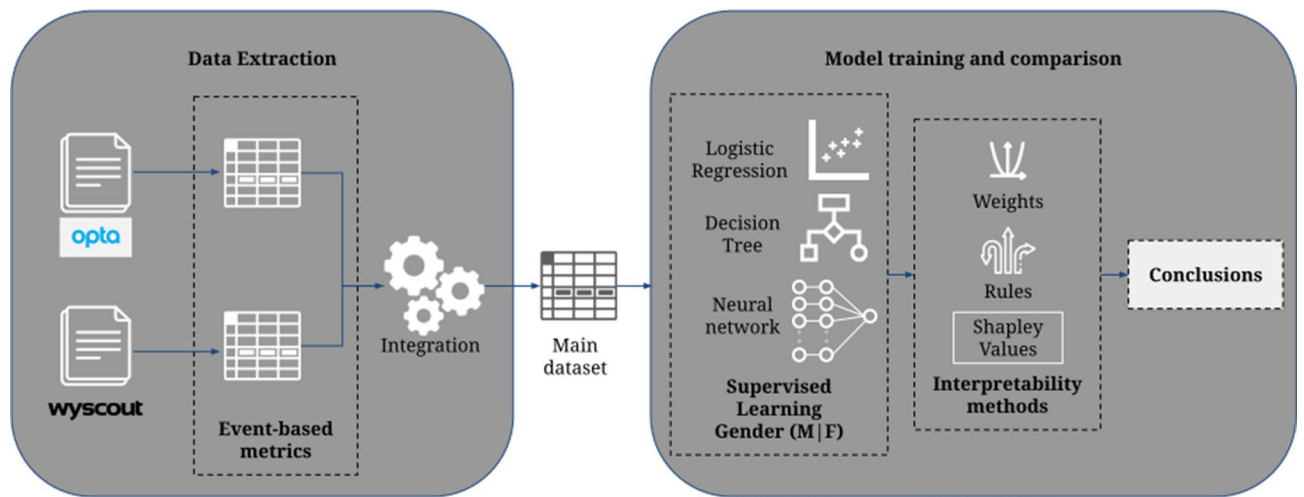 Data Extraction
opta
wyscout
Event-based
metrics
Integration
Main
dataset
Model training and comparison
Logistic
Regression
Decision
Tree
Neural
network
Supervised
Learning
Gender (M|F)
Weights
Rules
Shapley
Values
Interpretability
methods
Conclusions